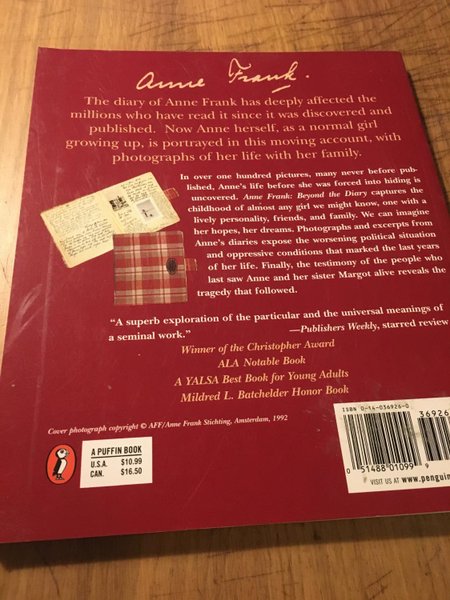 Anne Frank.
The diary of Anne Frank has deeply affected the
millions who have read it since it was discovered and
published. Now Anne herself, as a normal girl
growing up, is portrayed in this moving account, with
photographs of her life with her family.
In over one hundred pictures, many never before pub-
lished, Anne's life before she was forced into hiding is
uncovered. Anne Frank: Beyond the Diary captures the
childhood of almost any girl we might know, one with a
lively personality, friends, and family. We can imagine
her hopes, her dreams. Photographs and excerpts from
Anne's diaries expose the worsening political situation
and oppressive conditions that marked the last years
of her life. Finally, the testimony of the people who
last saw Anne and her sister Margot alive reveals the
tragedy that followed.
“A superb exploration of the particular and the universal meanings of
a seminal work.” —Publishers Weekly, starred review
Winner of the Christopher Award
ALA Notable Book
A YALSA Best Book for Young Adults
Mildred L. Batchelder Honor Book
Cover photograph copyright © AFF/Anne Frank Stichting, Amsterdam, 1992
A PUFFIN BOOK
U.S.A. $10.99
CAN. $16.50
ISBN 0-14-036926-0
36926
0 51488 01099 9
VISIT US AT www.penguin